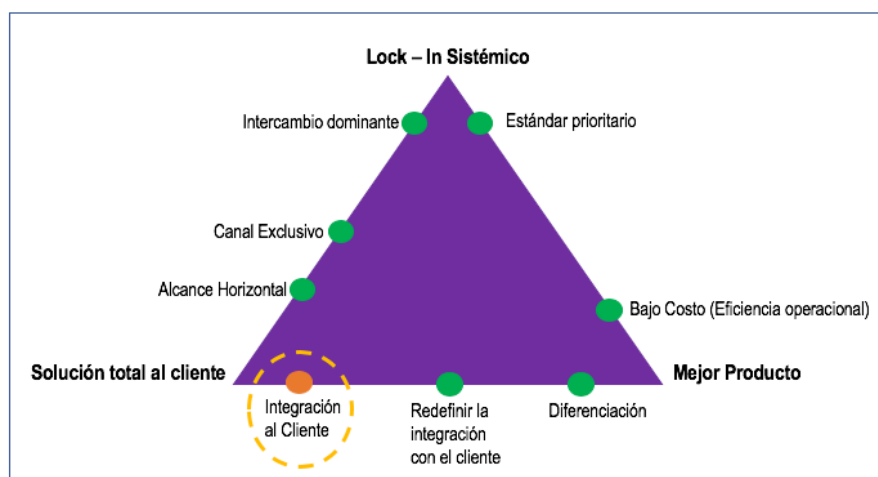 Lock – In Sistémico
Intercambio dominante
Estándar prioritario
Canal Exclusivo
Alcance Horizontal
Bajo Costo (Eficiencia operacional)
Solución total al cliente
Mejor Producto
Integración
al Cliente
Redefinir la
integración
con el cliente
Diferenciación